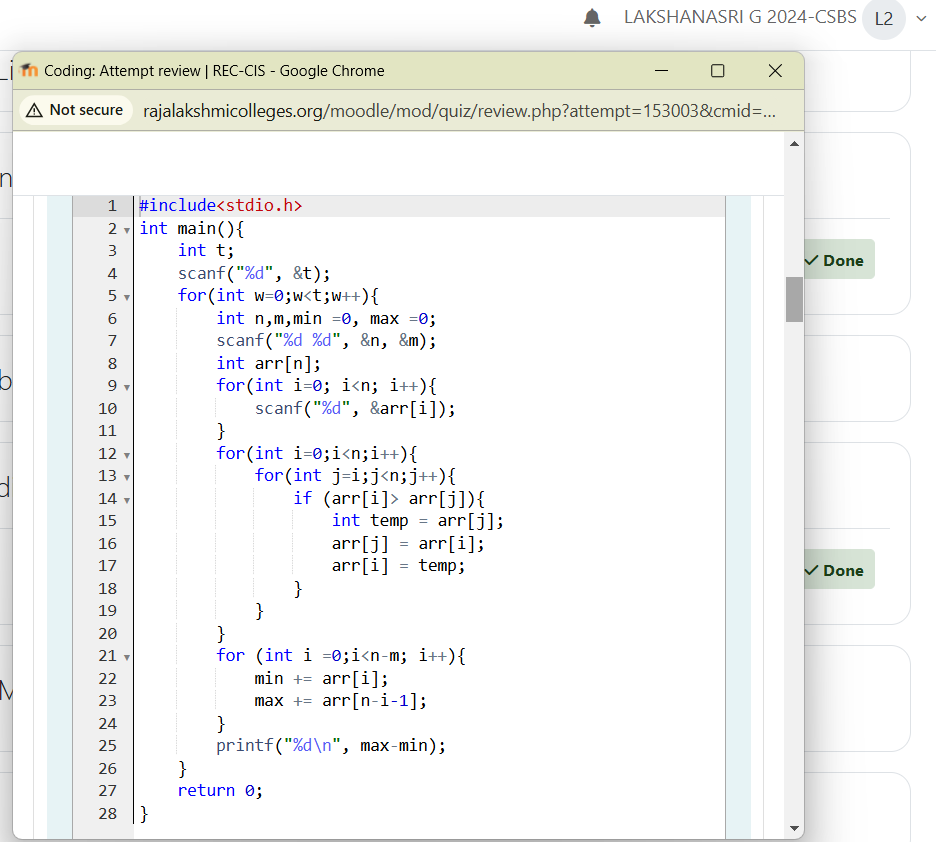 LAKSHANASRI G 2024-CSBS L2
Coding: Attempt review | REC-CIS - Google Chrome
Not secure rajalakshmicolleges.org/moodle/mod/quiz/review.php?attempt=153003&cmid=...
1 #include<stdio.h>
2 int main(){
3 int t;
4 scanf("%d", &t);
5 for(int w=0;w<t;w++){
6 int n,m,min =0, max =0;
7 scanf("%d %d", &n, &m);
8 int arr[n];
9 for(int i=0; i<n; i++){
10 scanf("%d", &arr[i]);
11 }
12 for(int i=0;i<n;i++){
13 for(int j=i;j<n;j++){
14 if (arr[i]> arr[j]){
15 int temp = arr[j];
16 arr[j] = arr[i];
17 arr[i] = temp;
18 }
19 }
20 }
21 for (int i =0;i<n-m; i++){
22 min += arr[i];
23 max += arr[n-i-1];
24 }
25 printf("%d\n", max-min);
26 }
27 return 0;
28 }
Done
Done